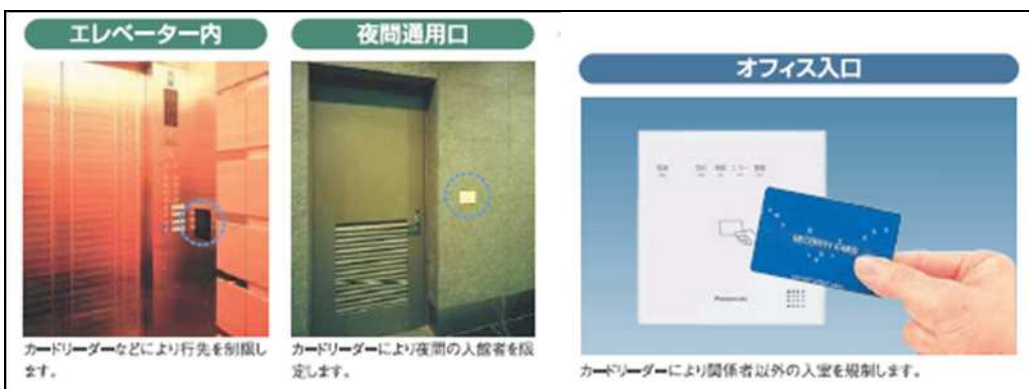 エレベーター内
カードリーダーなどにより行先を制限し
ます。
夜間通用口
カードリーダーにより夜間の入館者を限
定します。
オフィス入口
SECURITY CARD
Panasonic
カードリーダーにより関係者以外の入室を規制します。